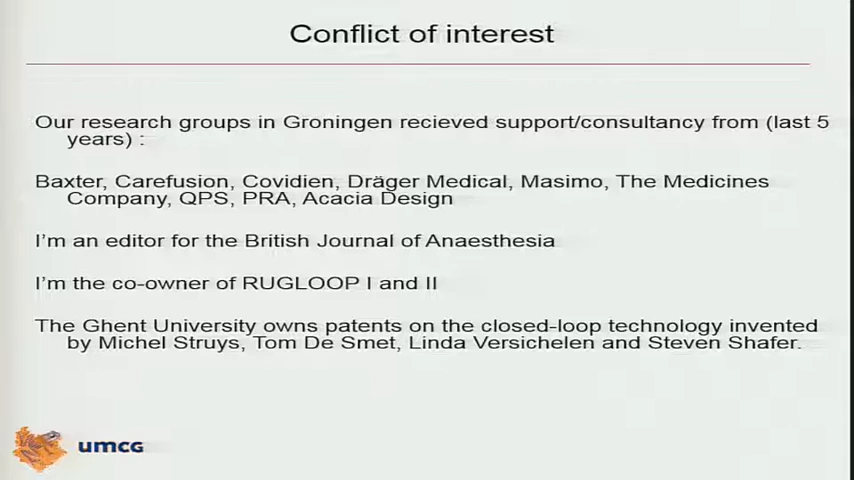 Conflict of interest
Our research groups in Groningen recieved support/consultancy from (last 5
years) :
Baxter, Carefusion, Covidien, Dräger Medical, Masimo, The Medicines
Company, QPS, PRA, Acacia Design
I'm an editor for the British Journal of Anaesthesia
I'm the co-owner of RUGLOOP I and II
The Ghent University owns patents on the closed-loop technology invented
by Michel Struys, Tom De Smet, Linda Versichelen and Steven Shafer.
umcG